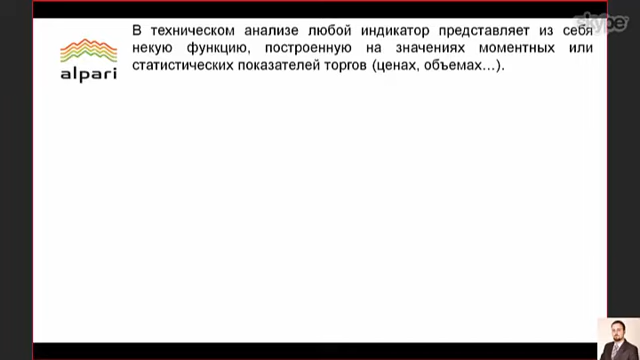 skype
В техническом анализе любой индикатор представляет из себя
некую функцию, построенную на значениях моментных или
статистических показателей торгов (ценах, объемах…).
alpari